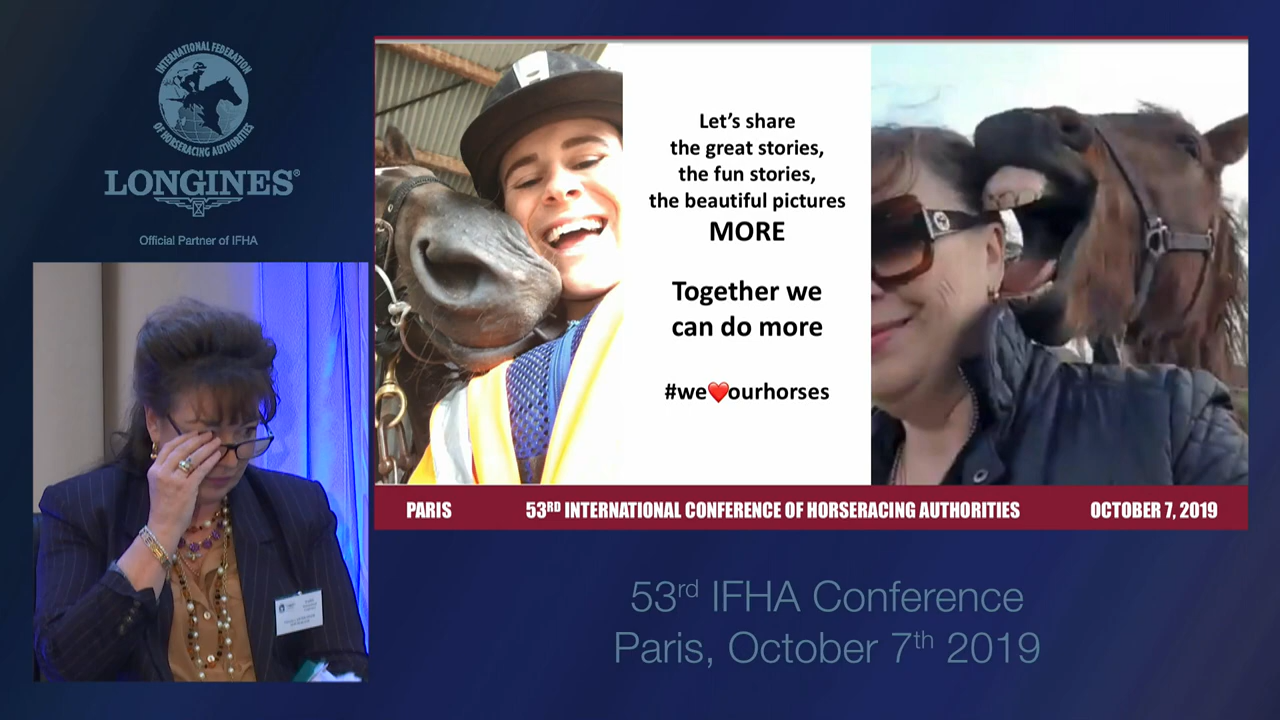 INTERNATIONAL FEDERATION
OF HORSERACING AUTHORITIES
LONGINES®
Official Partner of IFHA
Let’s share
the great stories,
the fun stories,
the beautiful pictures
MORE
Together we
can do more
#we❤ourhorses
PARIS 53RD INTERNATIONAL CONFERENCE OF HORSERACING AUTHORITIES OCTOBER 7, 2019
53rd IFHA Conference
Paris, October 7th 2019